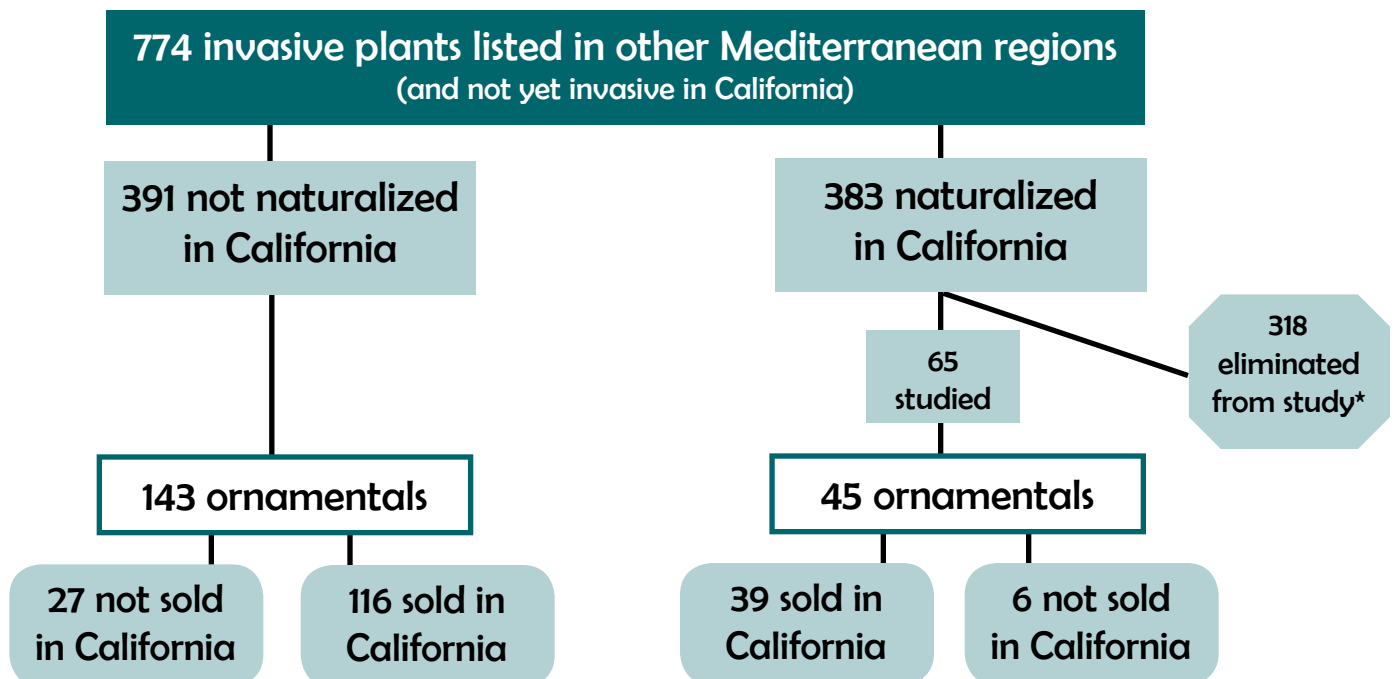 774 invasive plants listed in other Mediterranean regions
(and not yet invasive in California)
391 not naturalized
in California
383 naturalized
in California
65
studied
318
eliminated
from study*
143 ornamentals
45 ornamentals
27 not sold
in California
116 sold in
California
39 sold in
California
6 not sold
in California